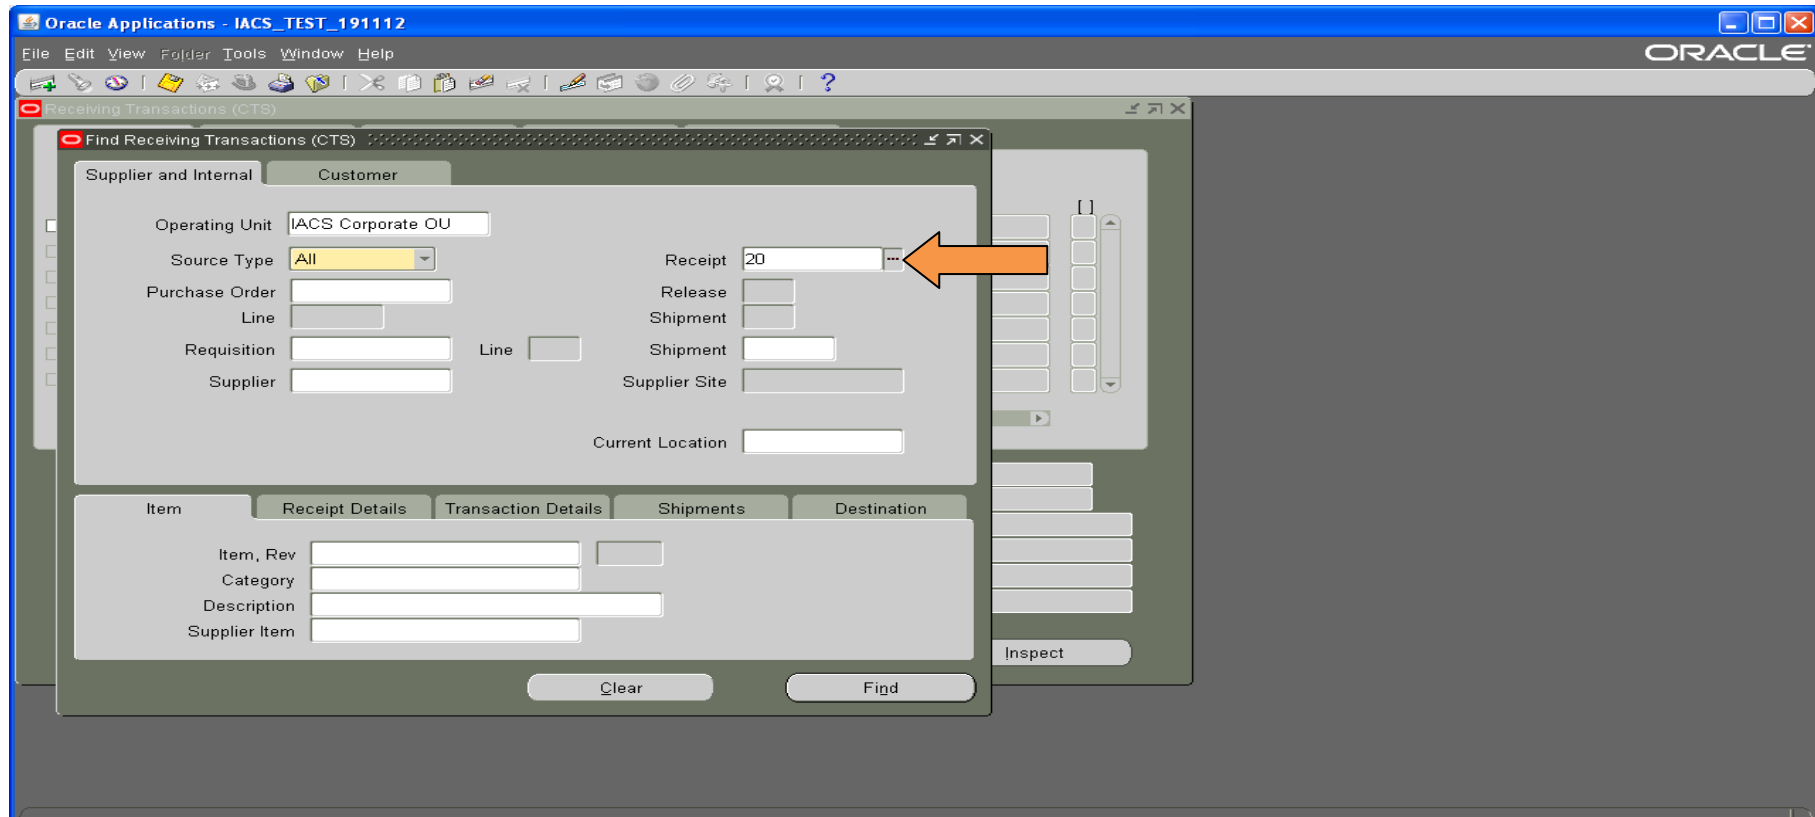 Oracle Applications - IACS_TEST_191112
File Edit View Folder Tools Window Help
ORACLE
Receiving Transactions (CTS)
Find Receiving Transactions (CTS)
Supplier and Internal Customer
[ ]
Operating Unit IACS Corporate OU
Source Type All Receipt 20 ...
Purchase Order Release
Line Shipment
Requisition Line Shipment
Supplier Supplier Site
Current Location
Item Receipt Details Transaction Details Shipments Destination
Item, Rev
Category
Description
Supplier Item
Inspect
Clear Find